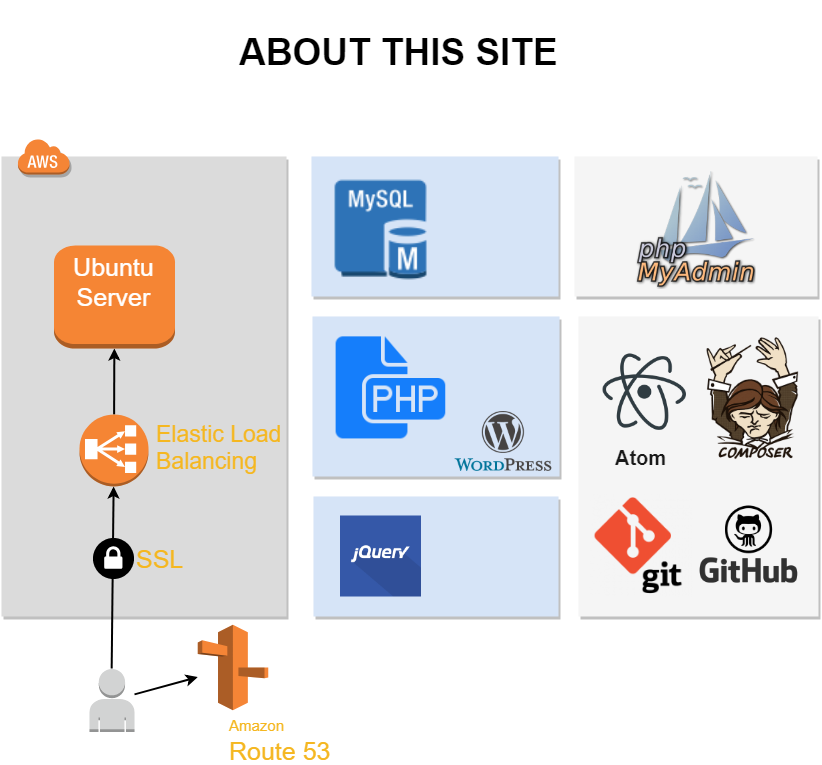 ABOUT THIS SITE
AWS
Ubuntu
Server
Elastic Load
Balancing
SSL
Amazon
Route 53
MySQL
M
PHP
WORDPRESS
jQuery
php
MyAdmin
Atom
COMPOSER
git
GitHub